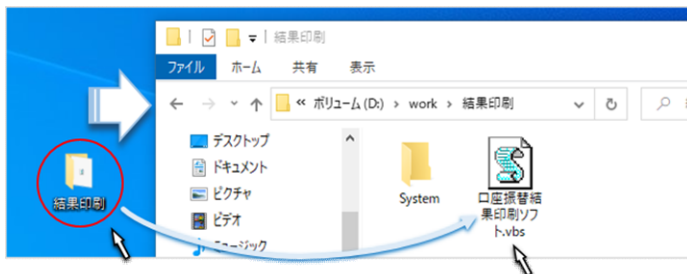 結果印刷
ファイル ホーム 共有 表示
« ボリューム (D:) › work › 結果印刷
デスクトップ
ドキュメント
ピクチャ
ビデオ
ミュージック
結果印刷
System
口座振替結
果印刷ソフ
ト.vbs